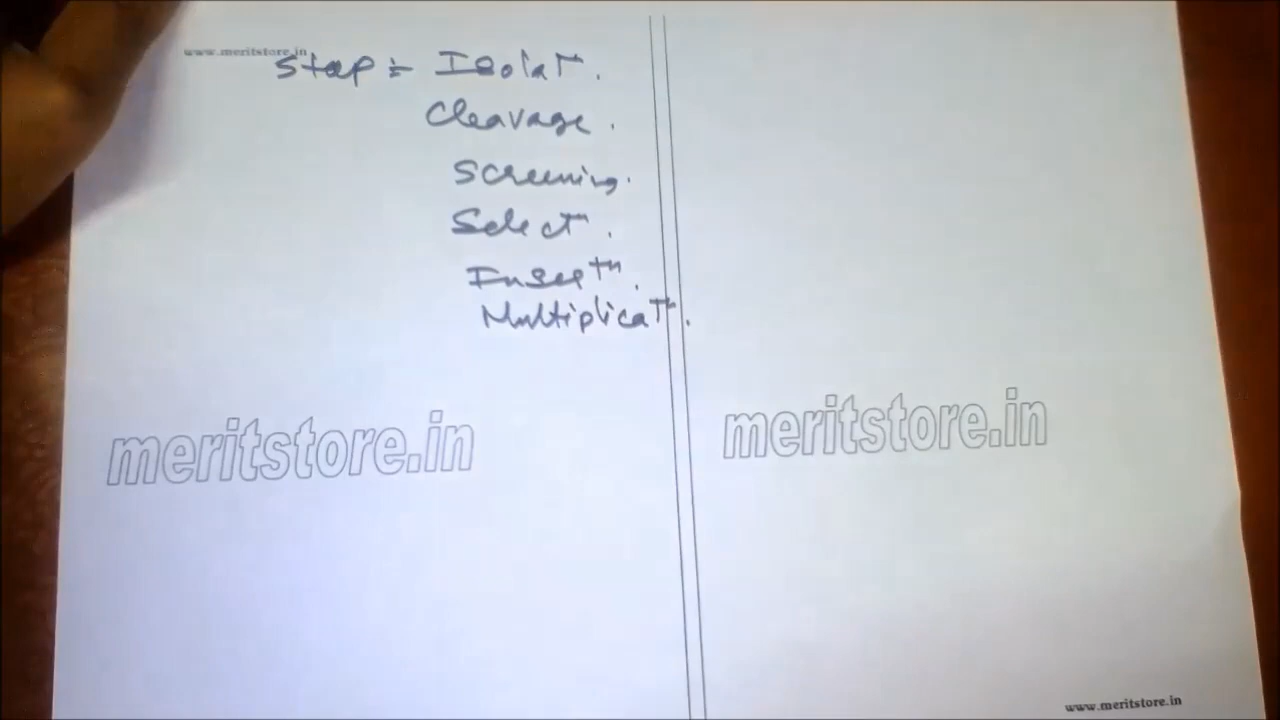 www.meritstore.in
Step :- Isolatn.
Cleavage.
Screening.
Selectn.
Insertn.
Multiplicatn.
meritstore.in meritstore.in
www.meritstore.in